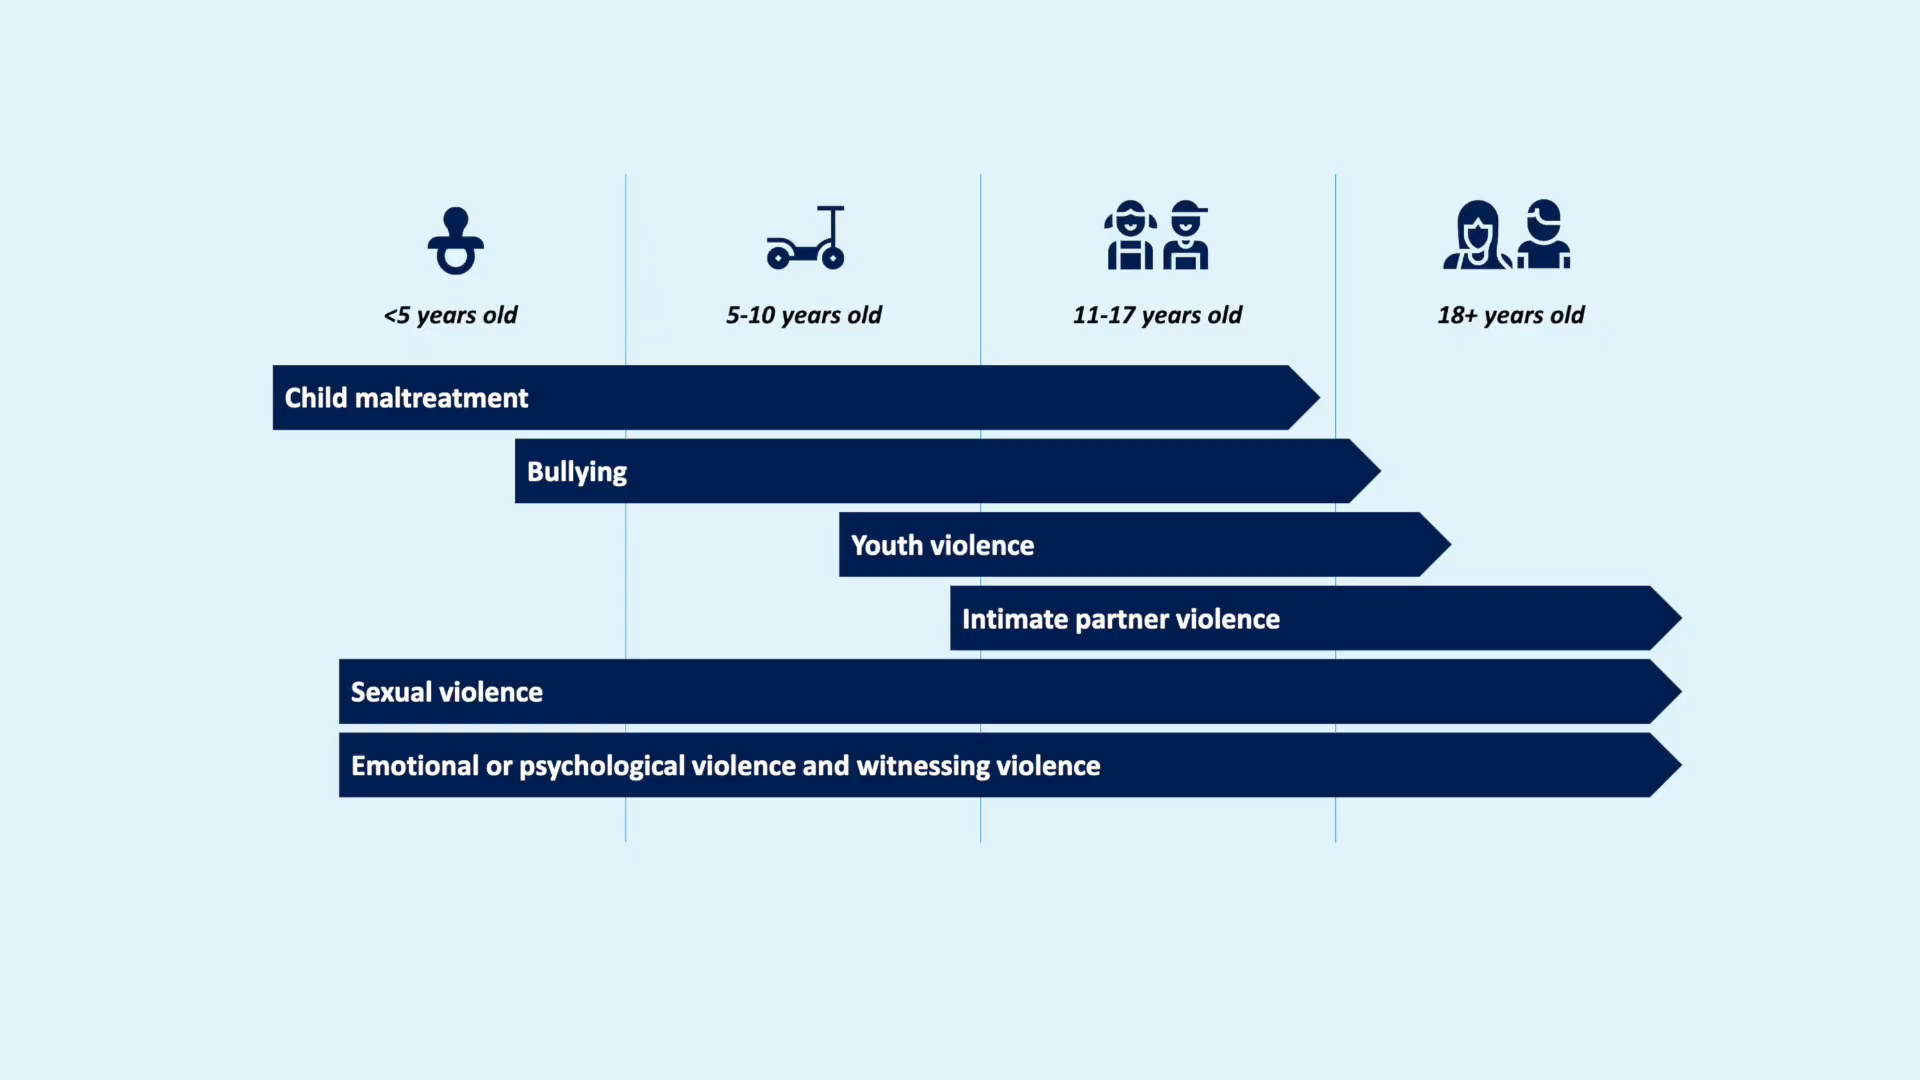 <5 years old
5-10 years old
11-17 years old
18+ years old
Child maltreatment
Bullying
Youth violence
Intimate partner violence
Sexual violence
Emotional or psychological violence and witnessing violence